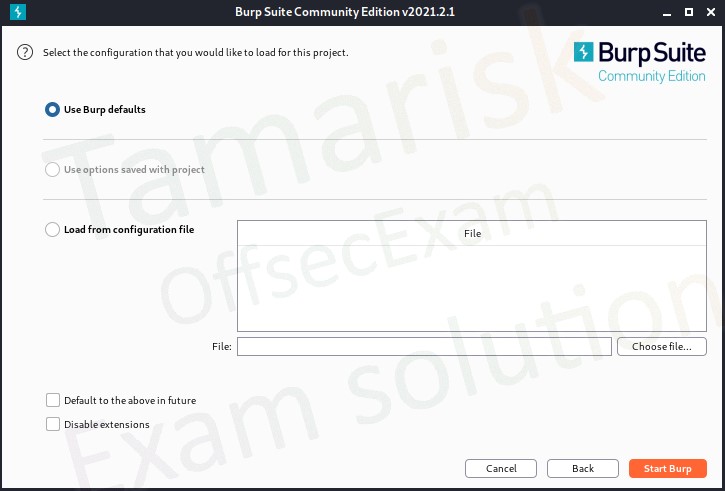 Burp Suite Community Edition v2021.2.1
? Select the configuration that you would like to load for this project.
Burp Suite
Community Edition
Use Burp defaults
Use options saved with project
Load from configuration file
File
File:
Choose file...
Default to the above in future
Disable extensions
Cancel Back Start Burp
Tamarisk
OffsecExam
Exam solution